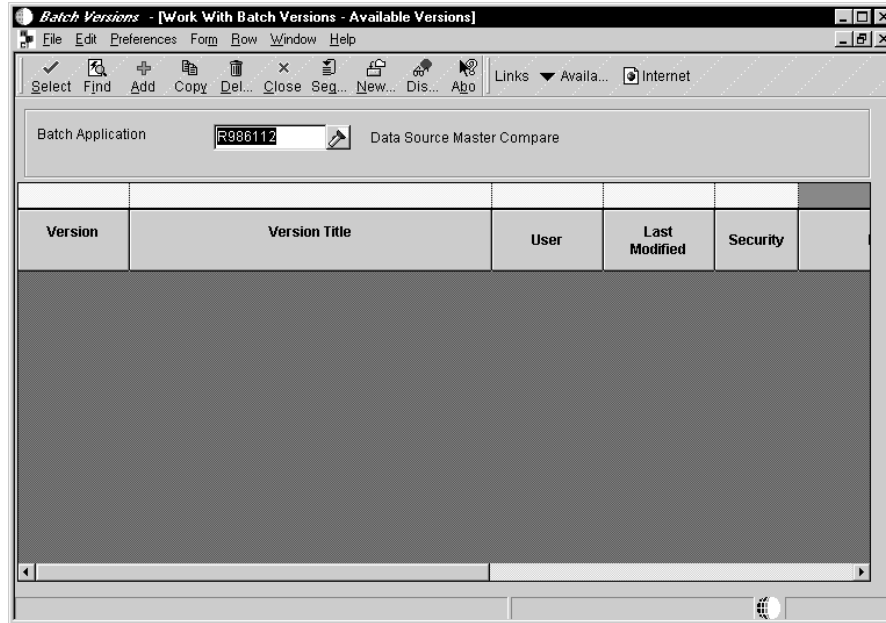 Batch Versions - [Work With Batch Versions - Available Versions]
File Edit Preferences Form Row Window Help
Select Find Add Copy Del... Close Seq... New... Dis... Abo Links Availa... Internet
Batch Application R986112 Data Source Master Compare
Version Version Title User Last Modified Security